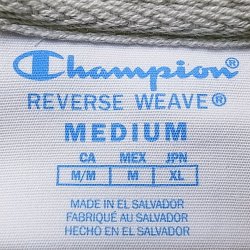 Champion®
REVERSE WEAVE®
MEDIUM
CA MEX JPN
M/M M XL
MADE IN EL SALVADOR
FABRIQUÉ AU SALVADOR
HECHO EN EL SALVADOR